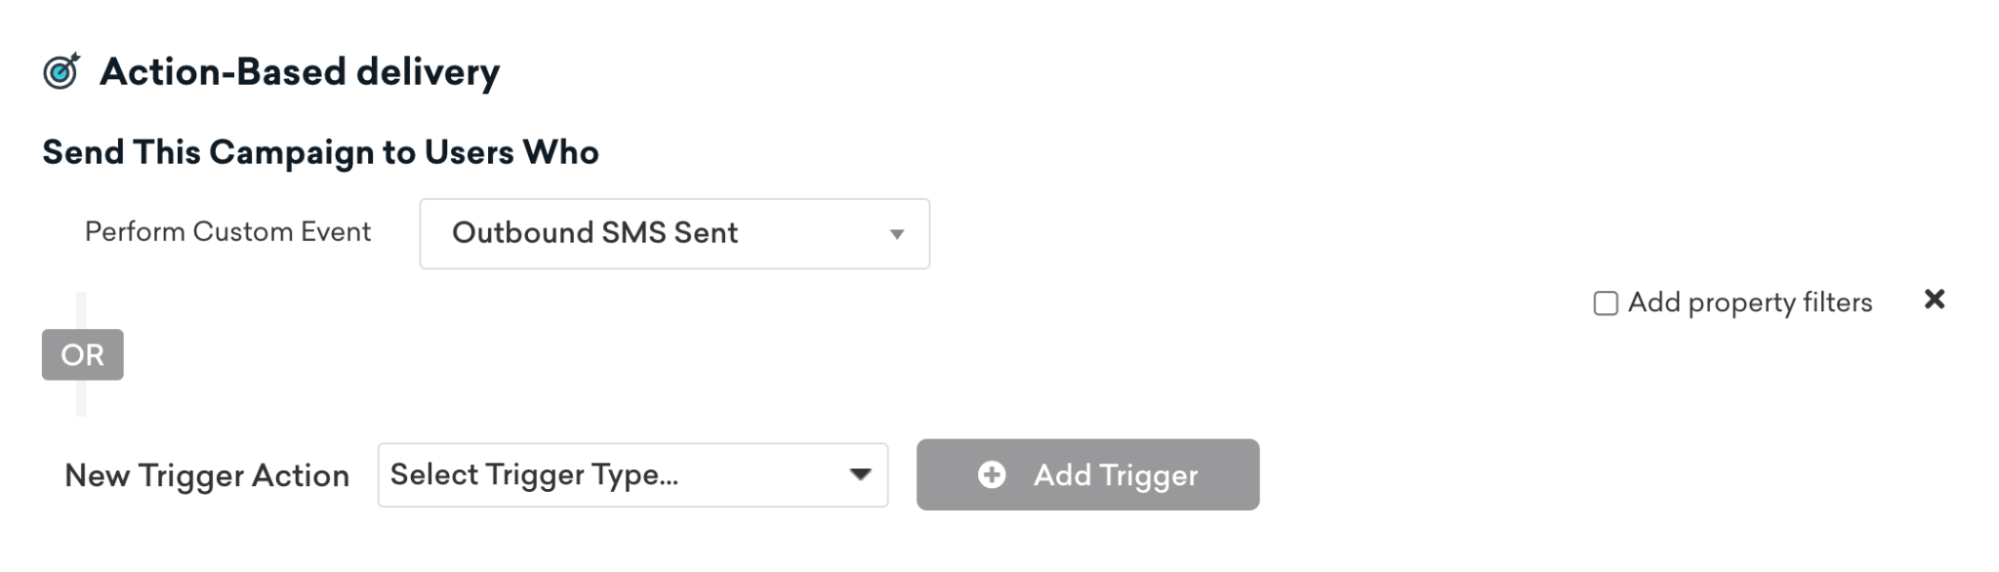 Action-Based delivery
Send This Campaign to Users Who
Perform Custom Event Outbound SMS Sent
Add property filters
OR
New Trigger Action Select Trigger Type... Add Trigger